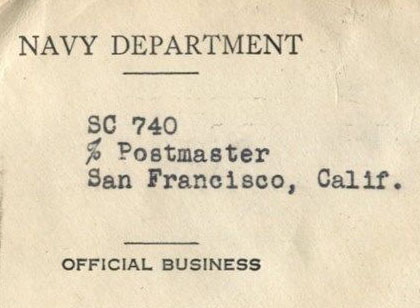 NAVY DEPARTMENT
SC 740
% Postmaster
San Francisco, Calif.
OFFICIAL BUSINESS